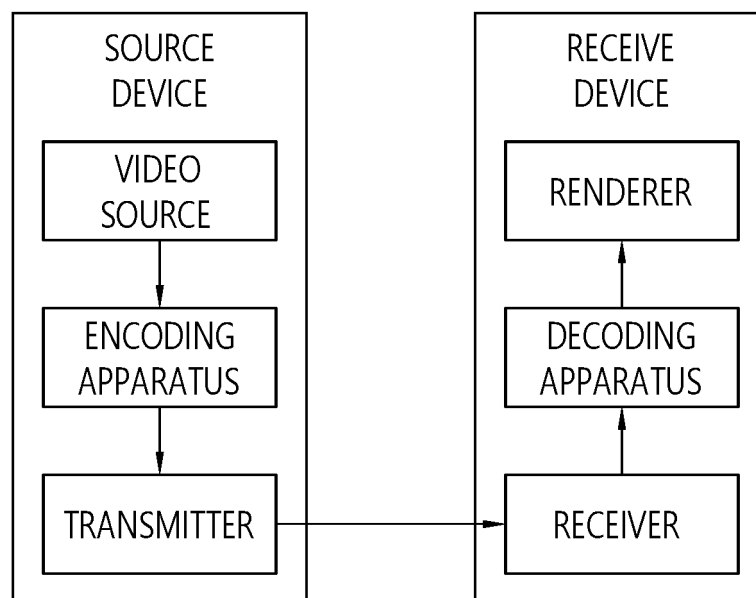 SOURCE
DEVICE
VIDEO
SOURCE
ENCODING
APPARATUS
TRANSMITTER
RECEIVE
DEVICE
RENDERER
DECODING
APPARATUS
RECEIVER